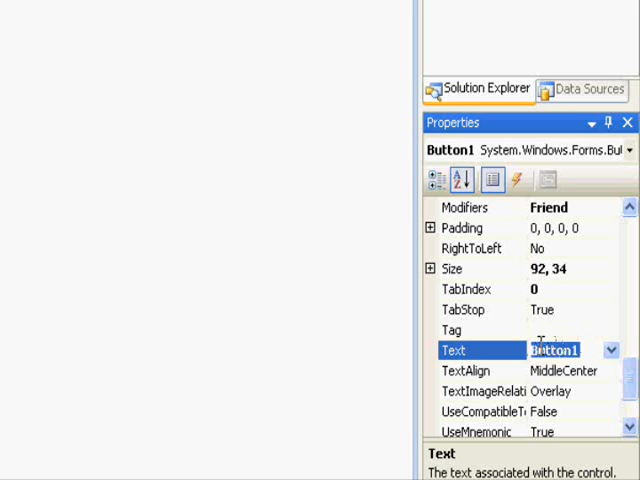 Solution Explorer Data Sources
Properties
Button1 System.Windows.Forms.But
A
Z
Modifiers Friend
Padding 0, 0, 0, 0
RightToLeft No
Size 92, 34
TabIndex 0
TabStop True
Tag
Text Button1
TextAlign MiddleCenter
TextImageRelati Overlay
UseCompatibleTe False
UseMnemonic True
Text
The text associated with the control.